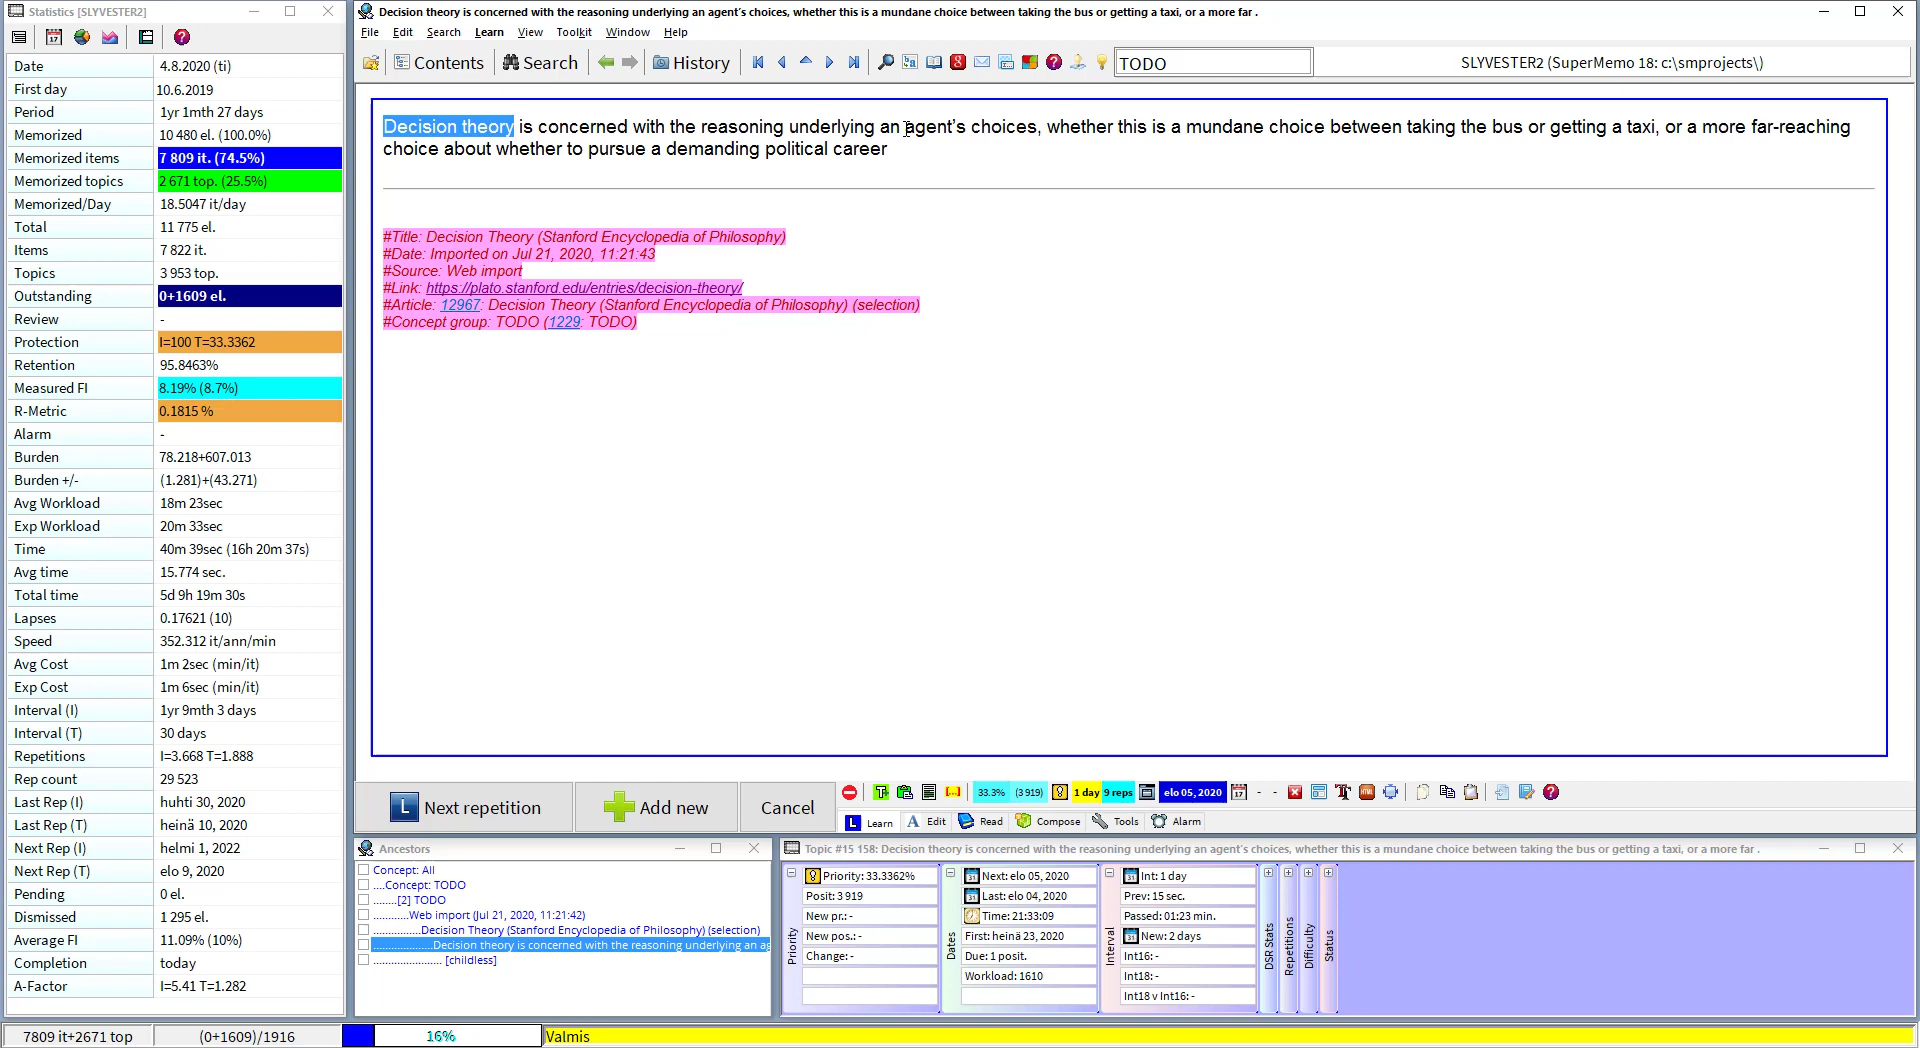 Statistics [SLYVESTER2]
Date 4.8.2020 (ti)
First day 10.6.2019
Period 1yr 1mth 27 days
Memorized 10 480 el. (100.0%)
Memorized items 7 809 it. (74.5%)
Memorized topics 2 671 top. (25.5%)
Memorized/Day 18.5047 it/day
Total 11 775 el.
Items 7 822 it.
Topics 3 953 top.
Outstanding 0+1609 el.
Review -
Protection I=100 T=33.3362
Retention 95.8463%
Measured FI 8.19% (8.7%)
R-Metric 0.1815 %
Alarm -
Burden 78.218+607.013
Burden +/- (1.281)+(43.271)
Avg Workload 18m 23sec
Exp Workload 20m 33sec
Time 40m 39sec (16h 20m 37s)
Avg time 15.774 sec.
Total time 5d 9h 19m 30s
Lapses 0.17621 (10)
Speed 352.312 it/ann/min
Avg Cost 1m 2sec (min/it)
Exp Cost 1m 6sec (min/it)
Interval (I) 1yr 9mth 3 days
Interval (T) 30 days
Repetitions I=3.668 T=1.888
Rep count 29 523
Last Rep (I) huhti 30, 2020
Last Rep (T) heinä 10, 2020
Next Rep (I) helmi 1, 2022
Next Rep (T) elo 9, 2020
Pending 0 el.
Dismissed 1 295 el.
Average FI 11.09% (10%)
Completion today
A-Factor I=5.41 T=1.282
Decision theory is concerned with the reasoning underlying an agent's choices, whether this is a mundane choice between taking the bus or getting a taxi, or a more far .
File Edit Search Learn View Toolkit Window Help
Contents Search History TODO SLYVESTER2 (SuperMemo 18: c:\smprojects\)
Decision theory is concerned with the reasoning underlying an agent's choices, whether this is a mundane choice between taking the bus or getting a taxi, or a more far-reaching
choice about whether to pursue a demanding political career
#Title: Decision Theory (Stanford Encyclopedia of Philosophy)
#Date: Imported on Jul 21, 2020, 11:21:43
#Source: Web import
#Link: https://plato.stanford.edu/entries/decision-theory/
#Article: 12967: Decision Theory (Stanford Encyclopedia of Philosophy) (selection)
#Concept group: TODO (1229: TODO)
L Next repetition Add new Cancel
33.3% (3 919) 1 day 9 reps elo 05, 2020 17 - -
L Learn A Edit Read Compose Tools Alarm
Ancestors
Concept: All
....Concept: TODO
........[2] TODO
............Web import (Jul 21, 2020, 11:21:42)
................Decision Theory (Stanford Encyclopedia of Philosophy) (selection)
....................Decision theory is concerned with the reasoning underlying an ag
....................... [childless]
Topic #15 158: Decision theory is concerned with the reasoning underlying an agent's choices, whether this is a mundane choice between taking the bus or getting a taxi, or a more far .
Priority
Priority: 33.3362%
Posit: 3 919
New pr.: -
New pos.: -
Change: -
Dates
Next: elo 05, 2020
Last: elo 04, 2020
Time: 21:33:09
First: heinä 23, 2020
Due: 1 posit.
Workload: 1610
Interval
Int: 1 day
Prev: 15 sec.
Passed: 01:23 min.
New: 2 days
Int16: -
Int18: -
Int18 v Int16: -
DSR Stats
Repetitions
Difficulty
Status
7809 it+2671 top (0+1609)/1916 16% Valmis